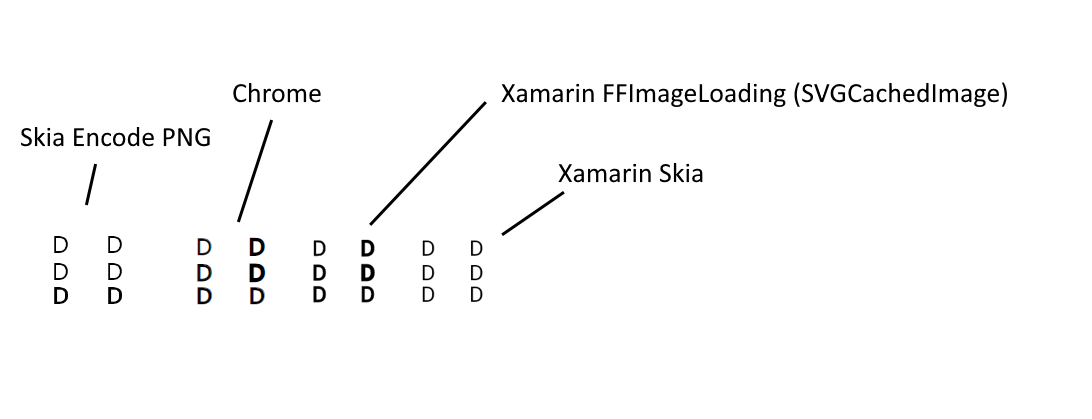 Chrome
Xamarin FFImageLoading (SVGCachedImage)
Skia Encode PNG
Xamarin Skia
D D D D D D D D
D D D D D D D D
D D D D D D D D